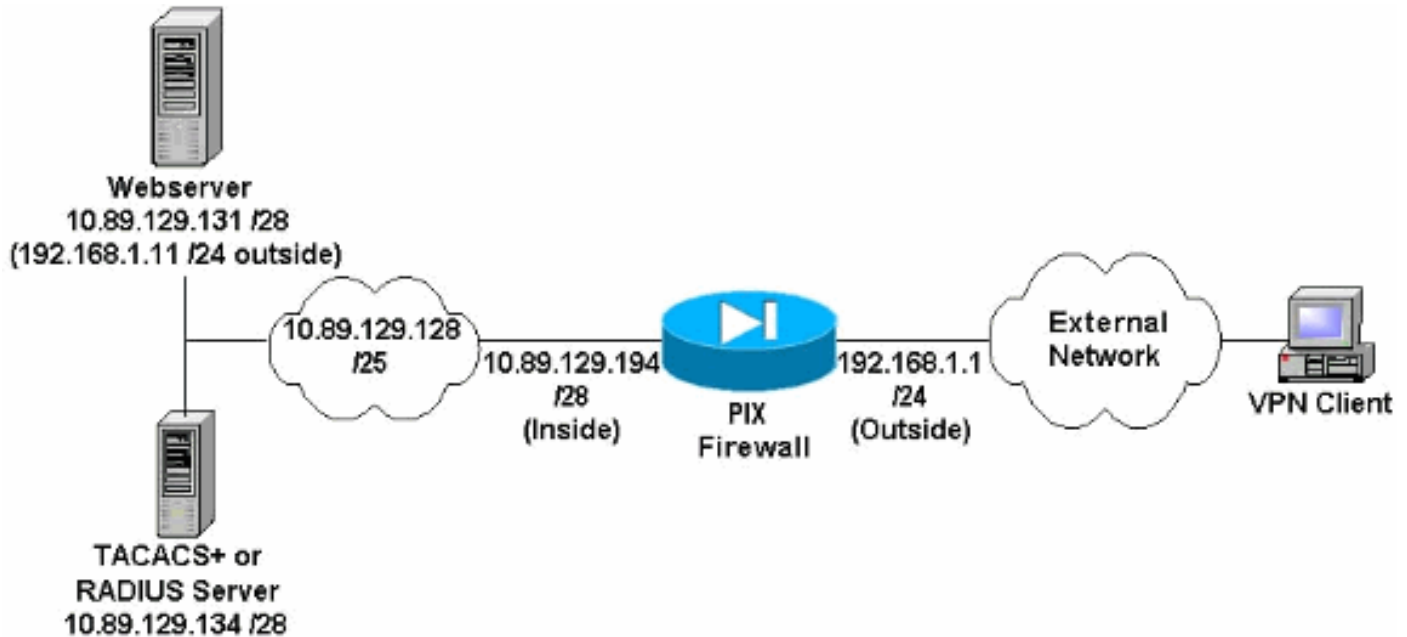 Webserver
10.89.129.131 /28
(192.168.1.11 /24 outside)
10.89.129.128
/25
10.89.129.194
/28
(Inside)
PIX
Firewall
192.168.1.1
/24
(Outside)
External
Network
VPN Client
TACACS+ or
RADIUS Server
10.89.129.134 /28